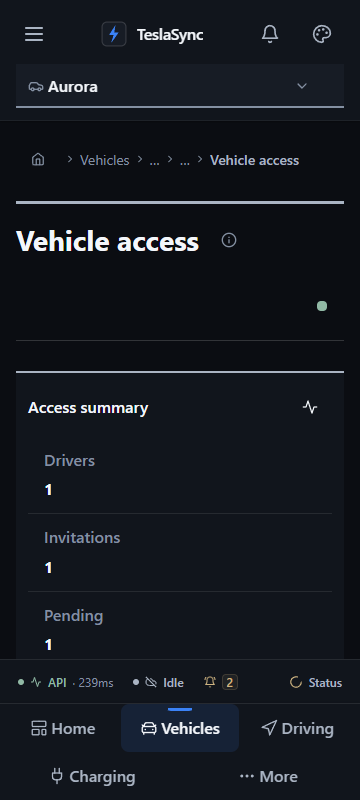 TeslaSync
Aurora
Vehicles › ... › ... › Vehicle access
Vehicle access
Access summary
Drivers
1
Invitations
1
Pending
1
API · 239ms Idle 2 Status
Home Vehicles Driving
Charging ... More